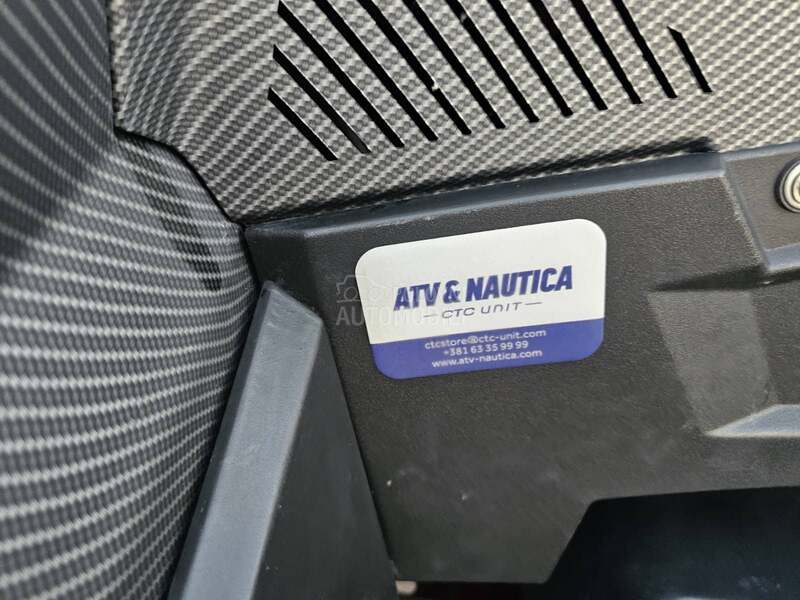 ATV & NAUTICA
— CTC UNIT —
ctcstore@ctc-unit.com
+381 63 35 99 99
www.atv-nautica.com